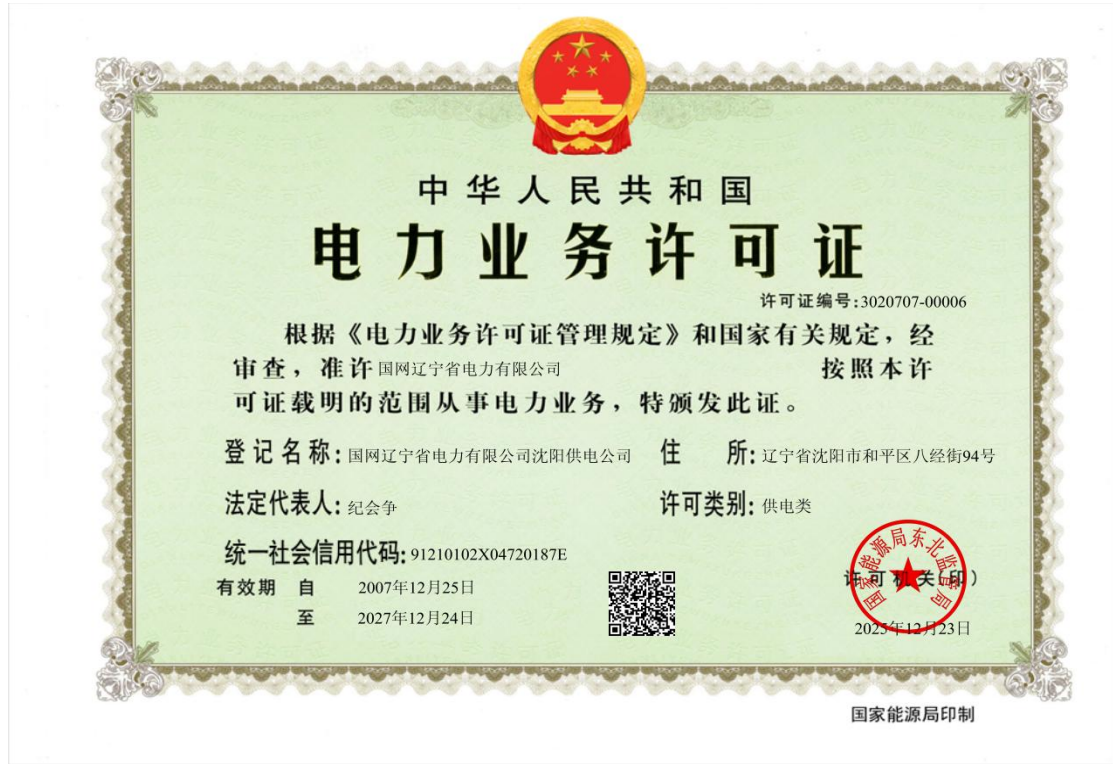 中华人民共和国
电力业务许可证
许可证编号:3020707-00006
根据《电力业务许可证管理规定》和国家有关规定，经
审查，准许国网辽宁省电力有限公司 按照本许
可证载明的范围从事电力业务，特颁发此证。
登记名称:国网辽宁省电力有限公司沈阳供电公司 住 所:辽宁省沈阳市和平区八经街94号
法定代表人:纪会争 许可类别:供电类
统一社会信用代码:91210102X04720187E
有效期 自 2007年12月25日
至 2027年12月24日
国家能源局东北监管局
许可机关(印)
2025年12月23日
国家能源局印制